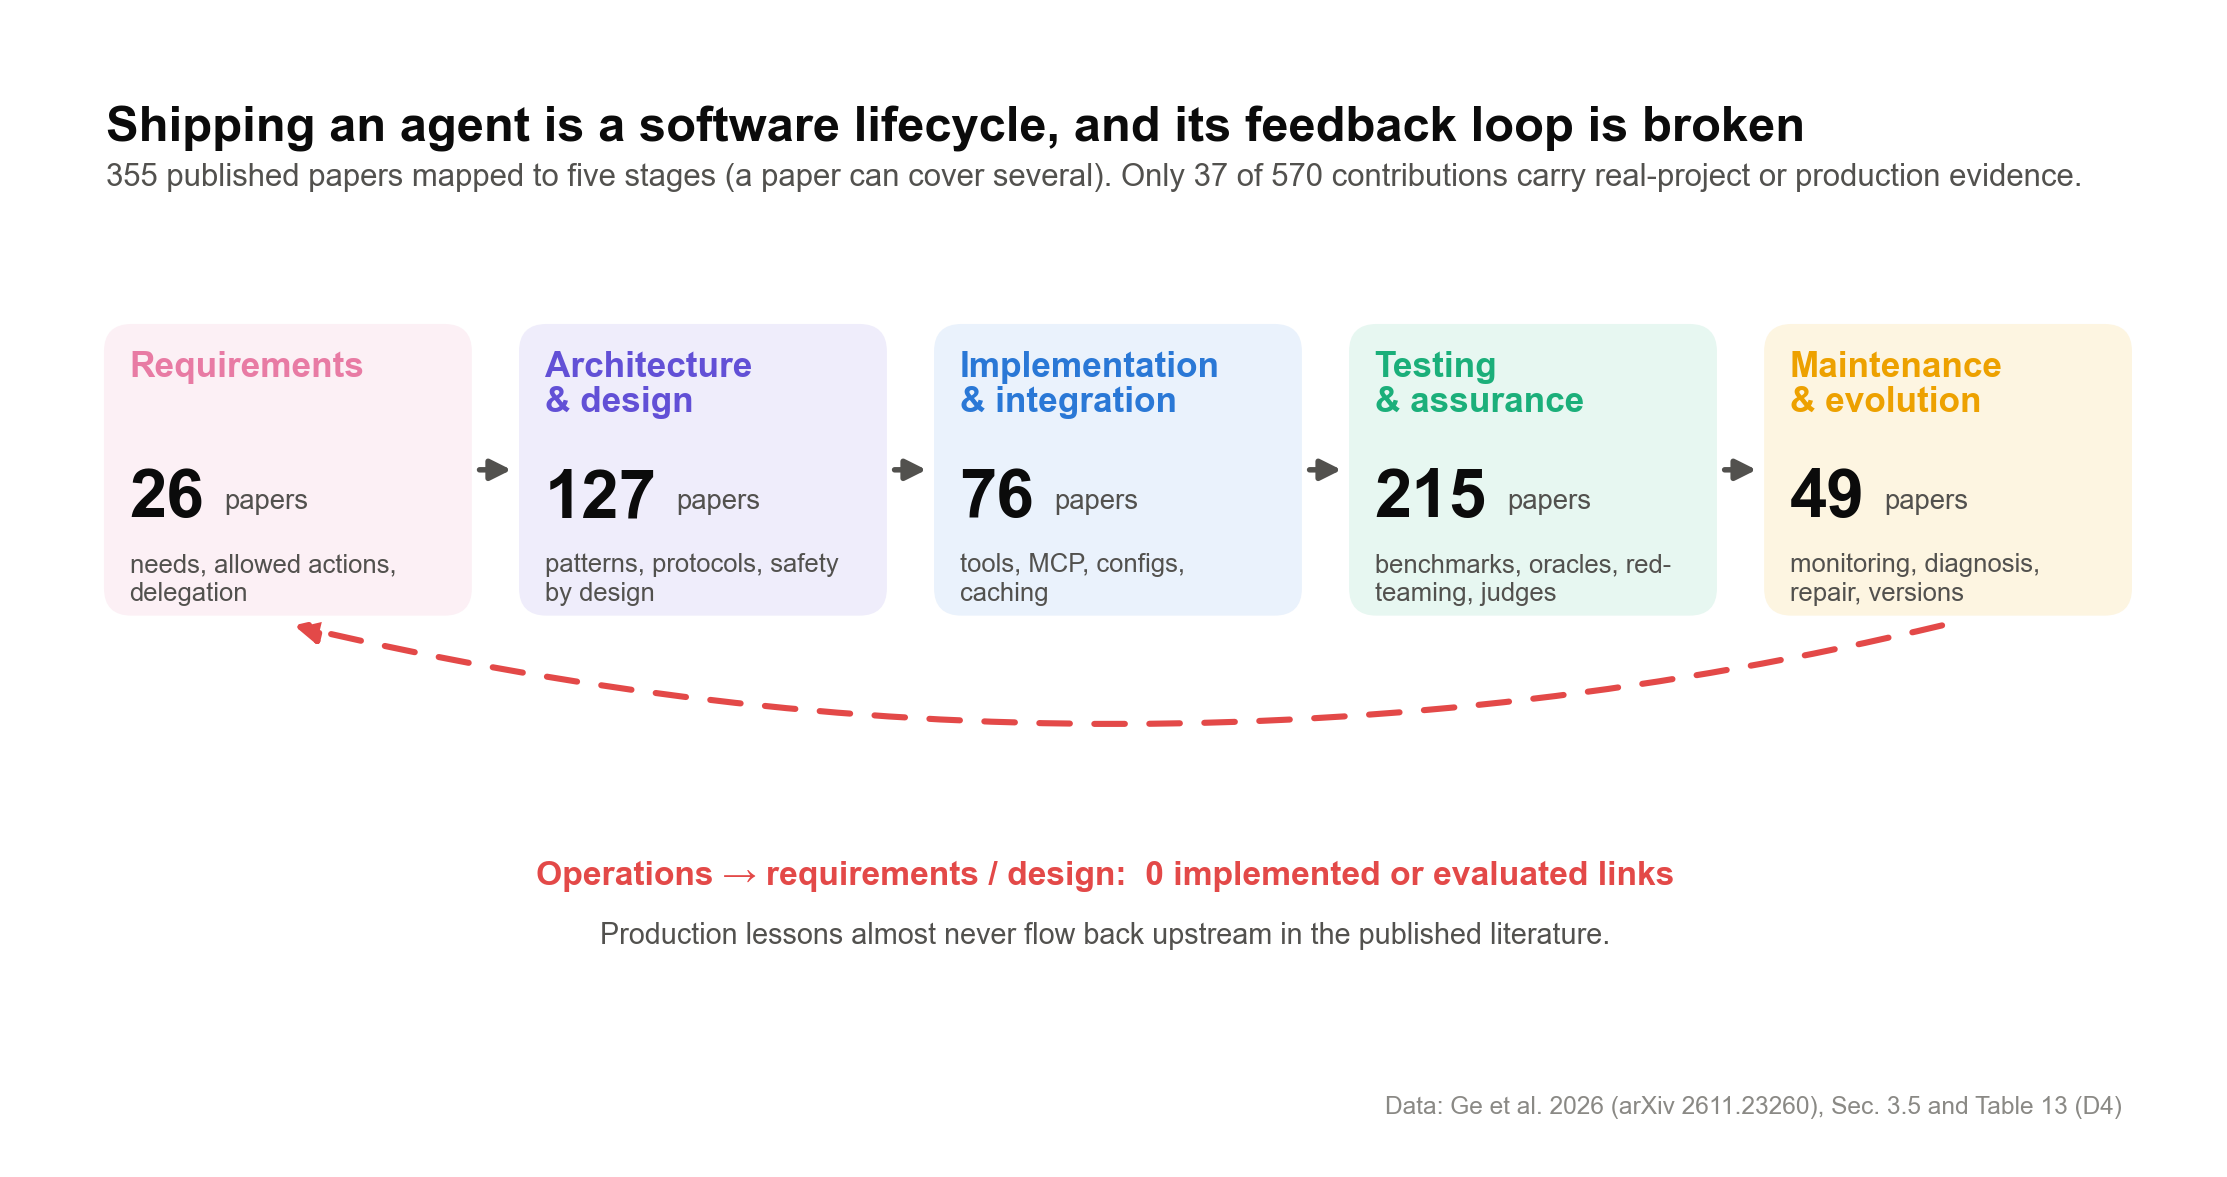 Shipping an agent is a software lifecycle, and its feedback loop is broken
355 published papers mapped to five stages (a paper can cover several). Only 37 of 570 contributions carry real-project or production evidence.
Requirements
26 papers
needs, allowed actions,
delegation
Architecture
& design
127 papers
patterns, protocols, safety
by design
Implementation
& integration
76 papers
tools, MCP, configs,
caching
Testing
& assurance
215 papers
benchmarks, oracles, red-
teaming, judges
Maintenance
& evolution
49 papers
monitoring, diagnosis,
repair, versions
Operations → requirements / design: 0 implemented or evaluated links
Production lessons almost never flow back upstream in the published literature.
Data: Ge et al. 2026 (arXiv 2611.23260), Sec. 3.5 and Table 13 (D4)